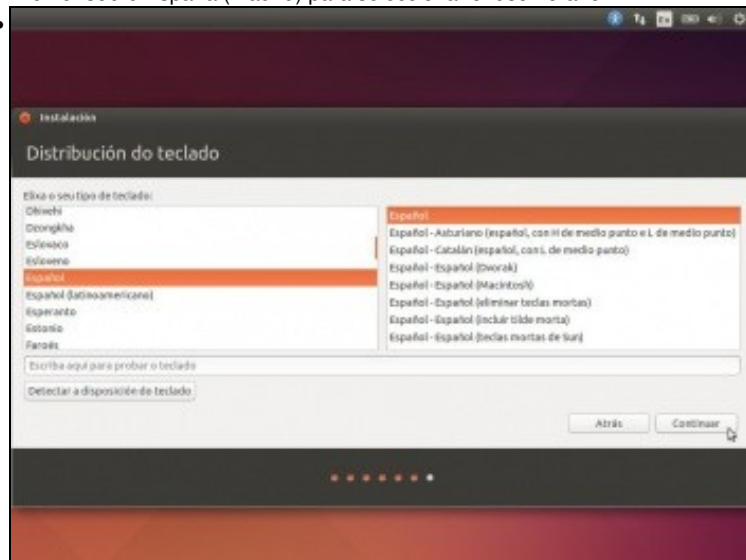 Instalación
Distribución do teclado
Elixa o seu tipo de teclado:
Dhivehi
Dzongkha
Eslovaco
Esloveno
Español
Español (latinoamericano)
Esperanto
Estonio
Faroés
Español
Español - Asturiano (español, con H de medio punto e L de medio punto)
Español - Catalán (español, con L de medio punto)
Español - Español (Dvorak)
Español - Español (Macintosh)
Español - Español (eliminar teclas mortas)
Español - Español (incluír tilde morta)
Español - Español (teclas mortas de Sun)
Escriba aquí para probar o teclado
Detectar a disposición de teclado
Atrás
Continuar